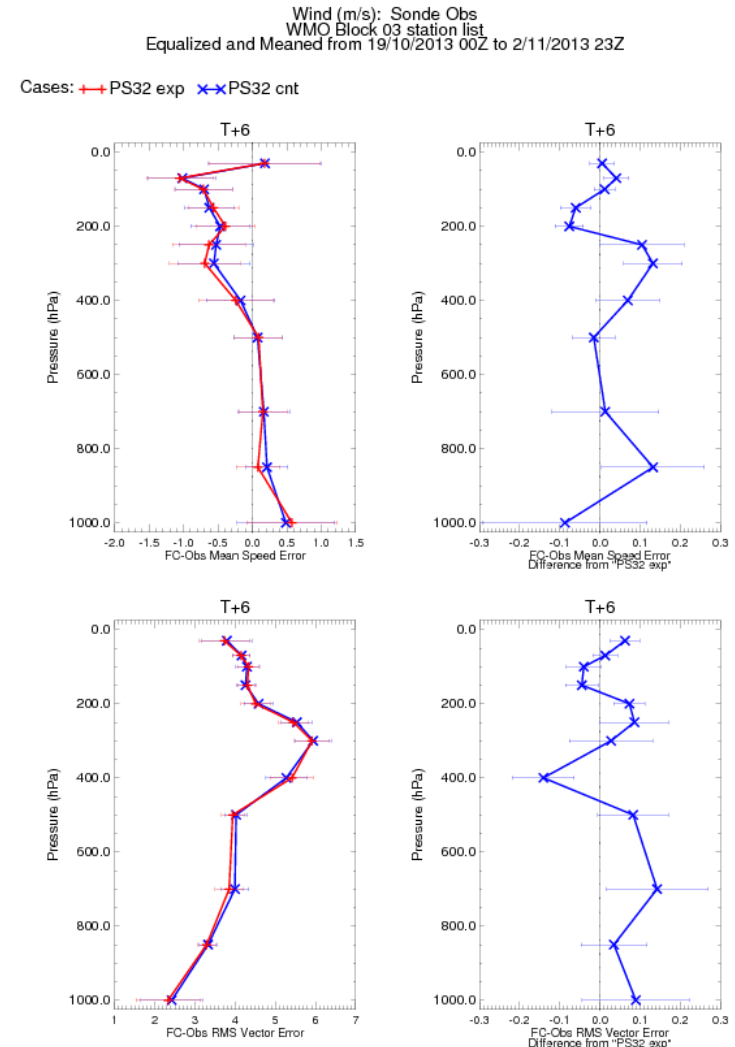 Wind (m/s): Sonde Obs
WMO Block 03 station list
Equalized and Meaned from 19/10/2013 00Z to 2/11/2013 23Z
Cases: PS32 exp PS32 cnt
T+6
0.0
200.0
400.0
600.0
800.0
1000.0
Pressure (hPa)
-2.0 -1.5 -1.0 -0.5 0.0 0.5 1.0 1.5
FC-Obs Mean Speed Error
T+6
0.0
200.0
400.0
600.0
800.0
1000.0
Pressure (hPa)
-0.3 -0.2 -0.1 0.0 0.1 0.2 0.3
FC-Obs Mean Speed Error
Difference from "PS32 exp"
T+6
0.0
200.0
400.0
600.0
800.0
1000.0
Pressure (hPa)
1 2 3 4 5 6 7
FC-Obs RMS Vector Error
T+6
0.0
200.0
400.0
600.0
800.0
1000.0
Pressure (hPa)
-0.3 -0.2 -0.1 0.0 0.1 0.2 0.3
FC-Obs RMS Vector Error
Difference from "PS32 exp"